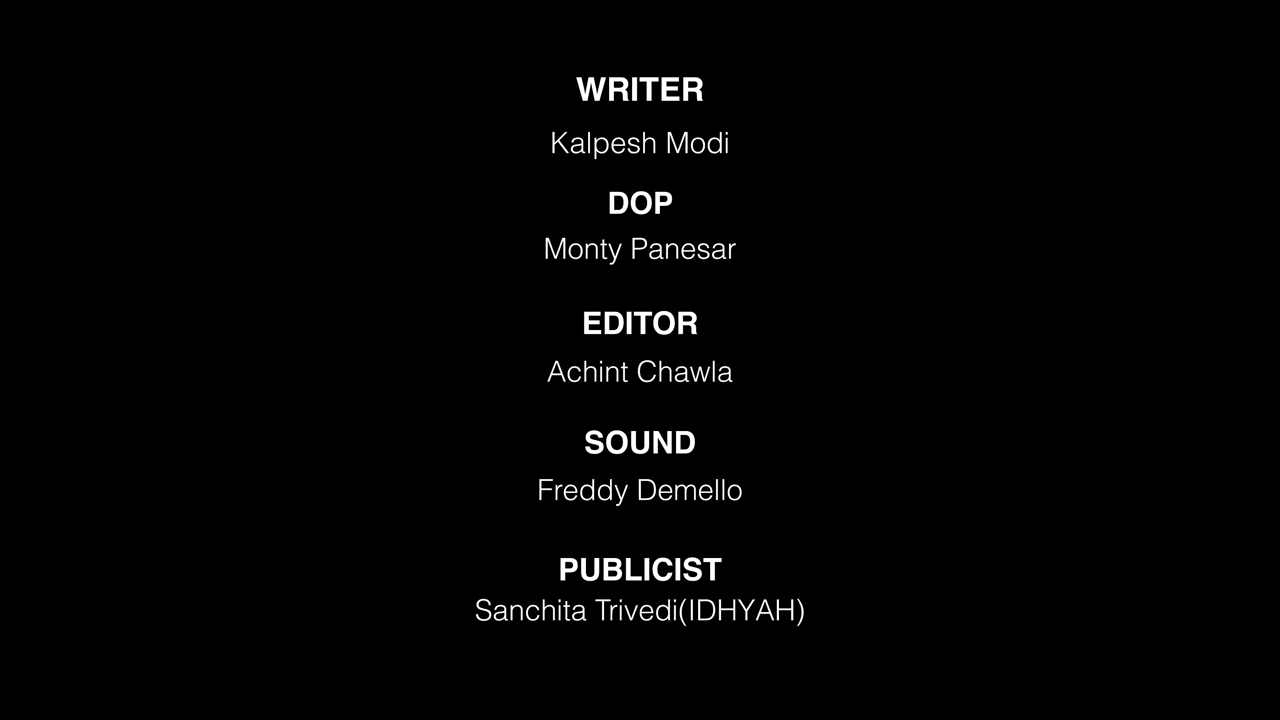 WRITER
Kalpesh Modi
DOP
Monty Panesar
EDITOR
Achint Chawla
SOUND
Freddy Demello
PUBLICIST
Sanchita Trivedi(IDHYAH)